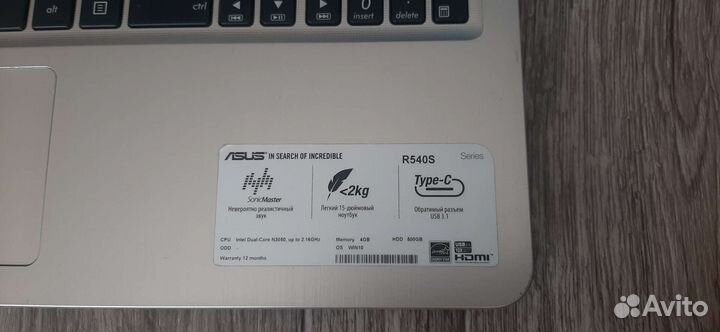 alt
ctrl
0
insert
.
delete
ASUS IN SEARCH OF INCREDIBLE
R540S Series
SonicMaster
Невероятно реалистичный
звук
<2kg
Легкий 15-дюймовый
ноутбук
Type-C
Обратимый разъем
USB 3.1
CPU Intel Dual-Core N3060, up to 2.16GHz Memory 4GB HDD 500GB
ODD - OS WIN10
Warranty 12 months
HDMI
Avito